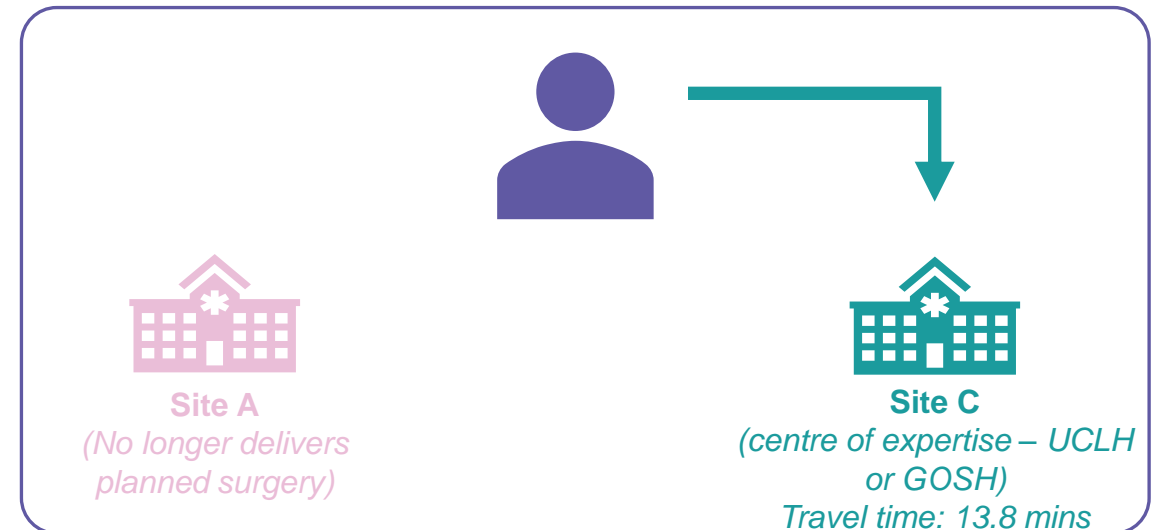 Site A
(No longer delivers
planned surgery)
Site C
(centre of expertise – UCLH
or GOSH)
Travel time: 13.8 mins